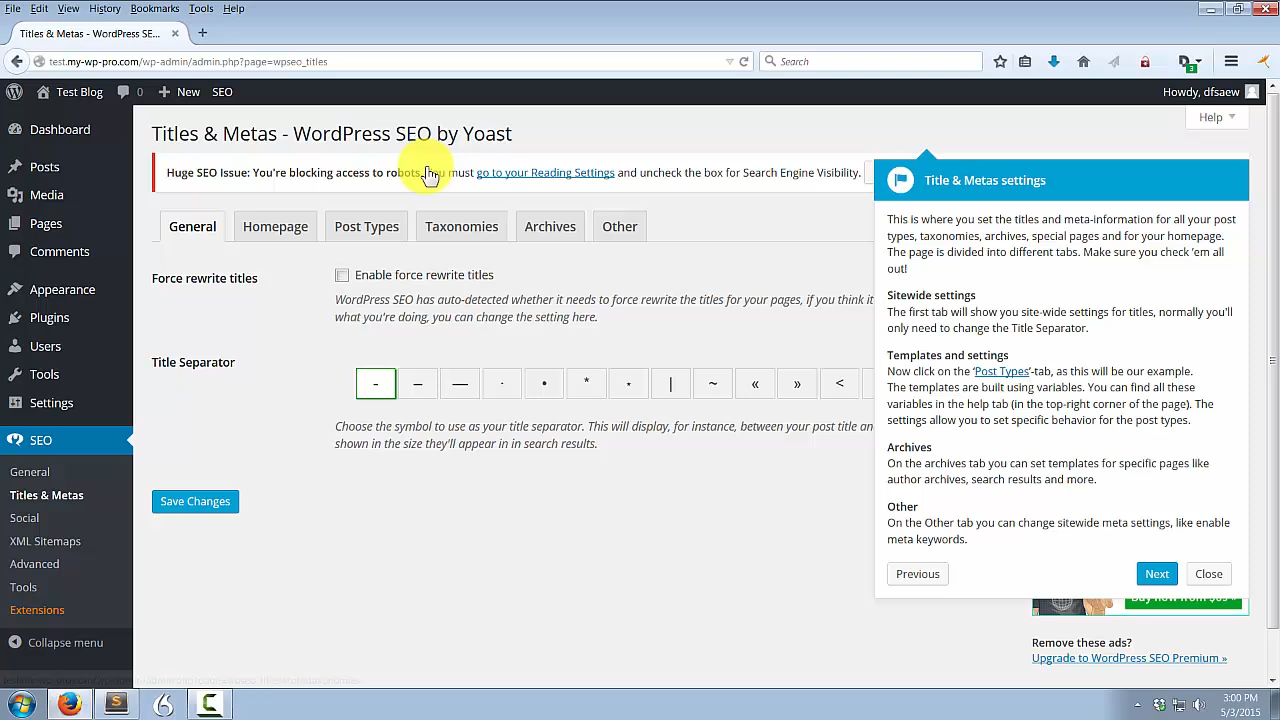 File Edit View History Bookmarks Tools Help
Titles & Metas - WordPress SE... × +
test.my-wp-pro.com/wp-admin/admin.php?page=wpseo_titles
Search
3
Test Blog 0 + New SEO
Howdy, dfsaew
Help
Dashboard
Posts
Media
Pages
Comments
Appearance
Plugins
Users
Tools
Settings
SEO
General
Titles & Metas
Social
XML Sitemaps
Advanced
Tools
Extensions
Collapse menu
Titles & Metas - WordPress SEO by Yoast
Huge SEO Issue: You're blocking access to robots. must go to your Reading Settings and uncheck the box for Search Engine Visibility.
General Homepage Post Types Taxonomies Archives Other
Force rewrite titles
Enable force rewrite titles
WordPress SEO has auto-detected whether it needs to force rewrite the titles for your pages, if you think it
what you're doing, you can change the setting here.
Title Separator
- – — · • * ⋆ | ~ « » <
Choose the symbol to use as your title separator. This will display, for instance, between your post title and
shown in the size they'll appear in in search results.
Save Changes
Title & Metas settings
This is where you set the titles and meta-information for all your post
types, taxonomies, archives, special pages and for your homepage.
The page is divided into different tabs. Make sure you check 'em all
out!
Sitewide settings
The first tab will show you site-wide settings for titles, normally you'll
only need to change the Title Separator.
Templates and settings
Now click on the 'Post Types'-tab, as this will be our example.
The templates are built using variables. You can find all these
variables in the help tab (in the top-right corner of the page). The
settings allow you to set specific behavior for the post types.
Archives
On the archives tab you can set templates for specific pages like
author archives, search results and more.
Other
On the Other tab you can change sitewide meta settings, like enable
meta keywords.
Previous Next Close
Remove these ads?
Upgrade to WordPress SEO Premium »
3:00 PM
5/3/2015